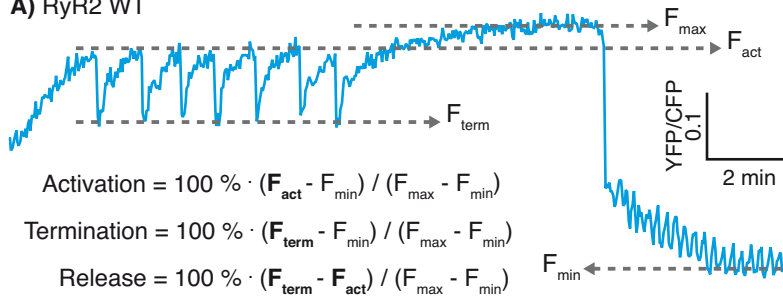 A) RyR2 WT
F_max
F_act
F_term
YFP/CFP
0.1
2 min
Activation = 100 % · (F_act - F_min) / (F_max - F_min)
Termination = 100 % · (F_term - F_min) / (F_max - F_min)
Release = 100 % · (F_term - F_act) / (F_max - F_min)
F_min